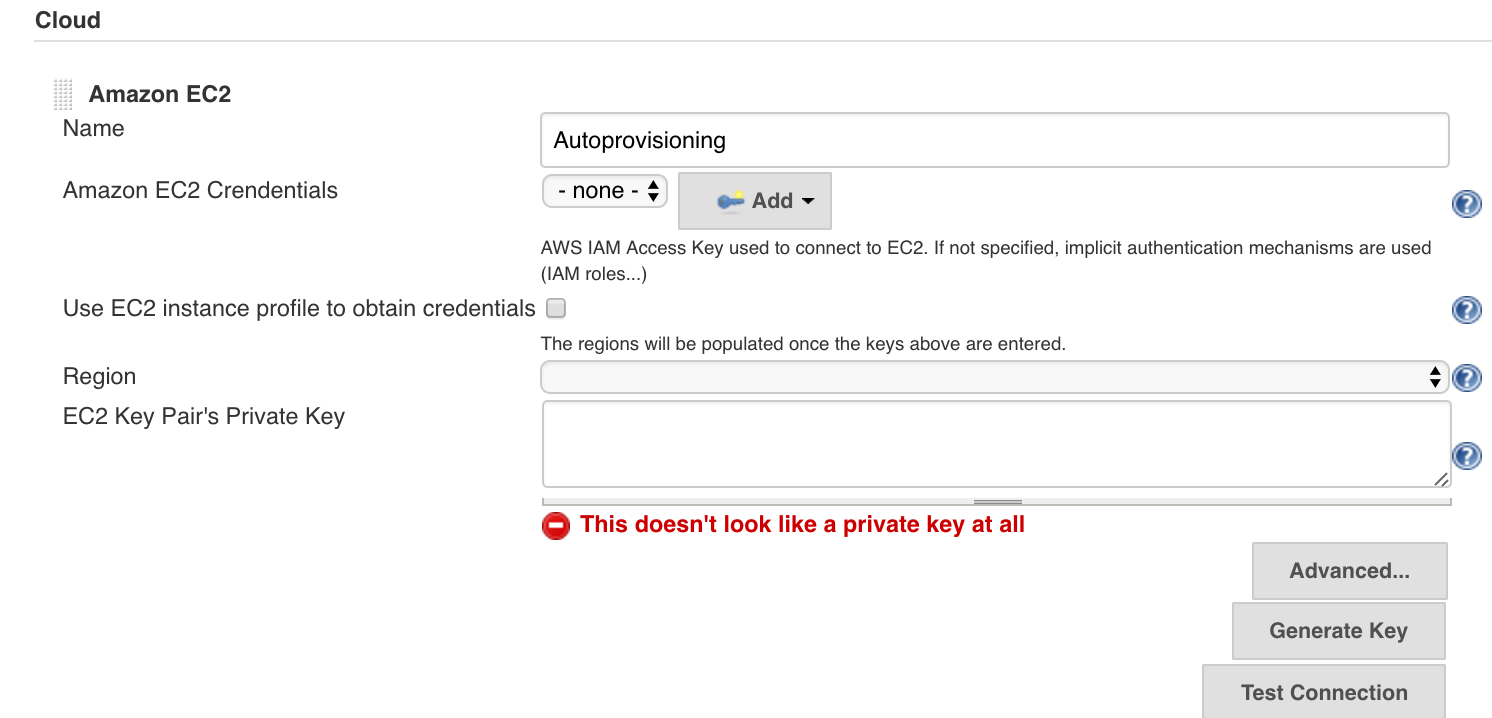 Cloud
Amazon EC2
Name
Autoprovisioning
Amazon EC2 Crendentials
- none -
Add
AWS IAM Access Key used to connect to EC2. If not specified, implicit authentication mechanisms are used
(IAM roles...)
Use EC2 instance profile to obtain credentials
The regions will be populated once the keys above are entered.
Region
EC2 Key Pair's Private Key
This doesn't look like a private key at all
Advanced...
Generate Key
Test Connection